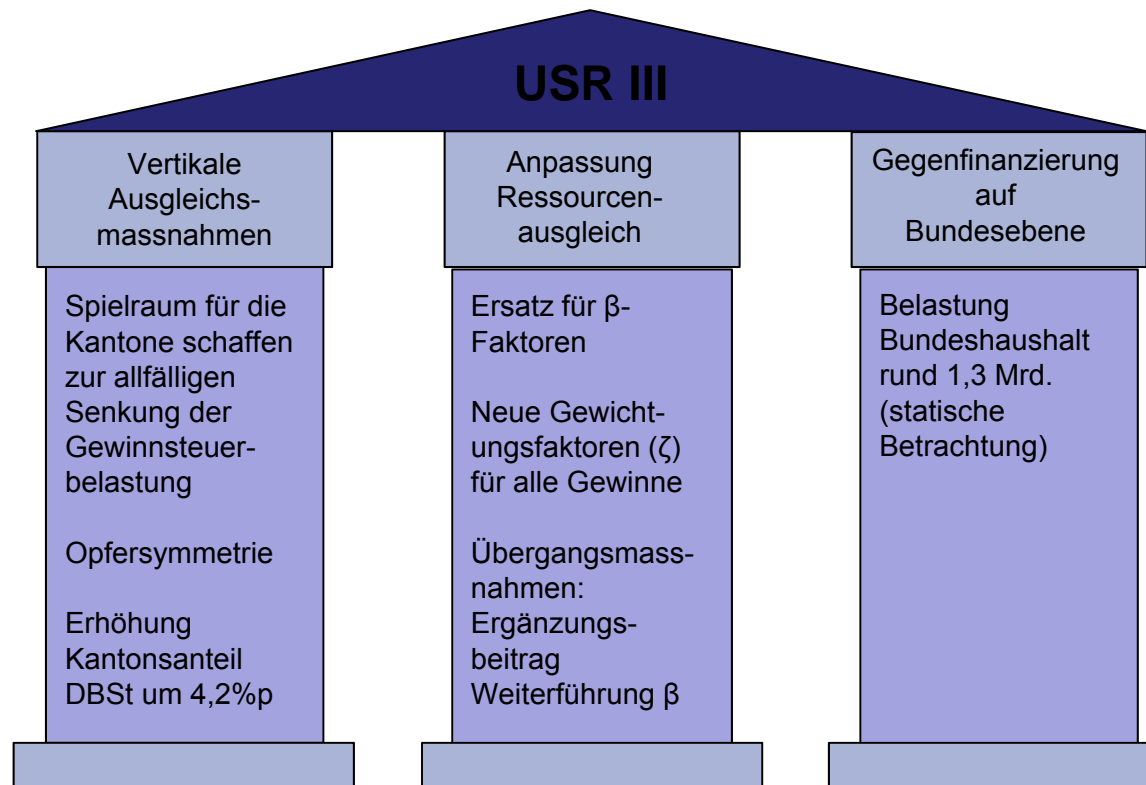 USR III
Vertikale
Ausgleichs-
massnahmen
Spielraum für die
Kantone schaffen
zur allfälligen
Senkung der
Gewinnsteuer-
belastung
Opfersymmetrie
Erhöhung
Kantonsanteil
DBSt um 4,2%p
Anpassung
Ressourcen-
ausgleich
Ersatz für β-
Faktoren
Neue Gewicht-
ungsfaktoren (ζ)
für alle Gewinne
Übergangsmass-
nahmen:
Ergänzungs-
beitrag
Weiterführung β
Gegenfinanzierung
auf
Bundesebene
Belastung
Bundeshaushalt
rund 1,3 Mrd.
(statische
Betrachtung)